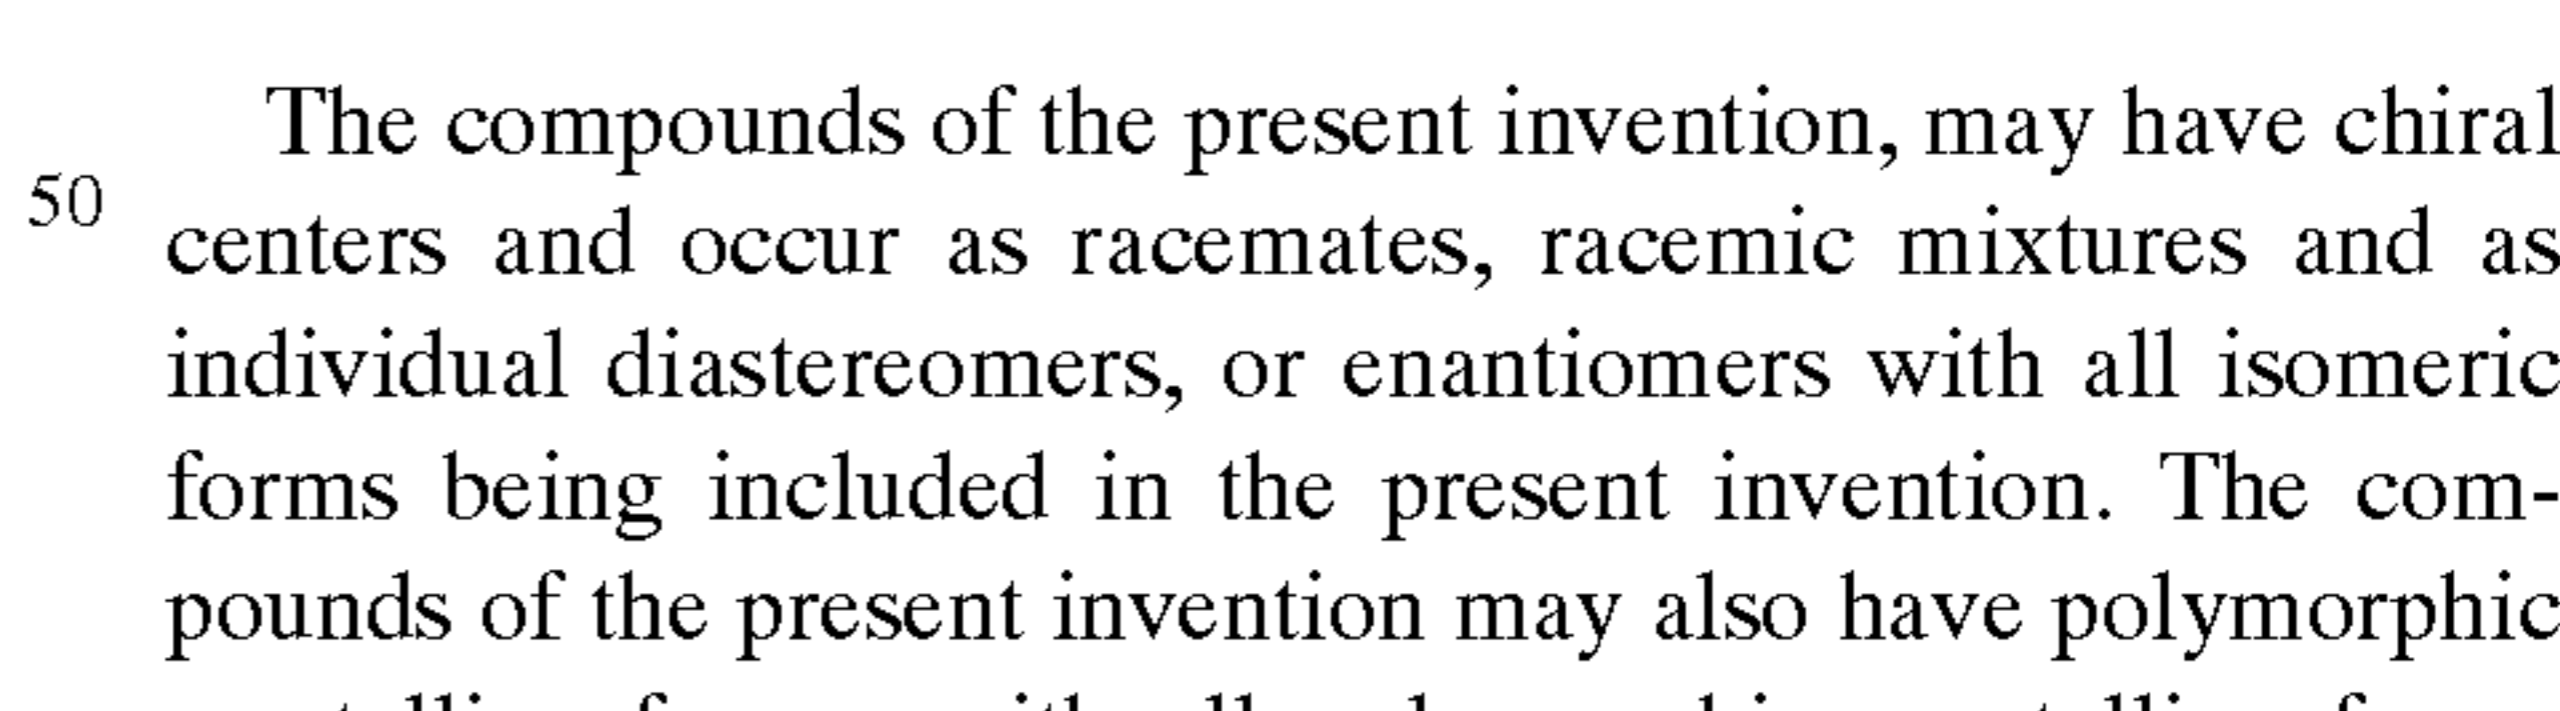 The compounds of the present invention, may have chiral
50
centers and occur as racemates, racemic mixtures and as
individual diastereomers, or enantiomers with all isomeric
forms being included in the present invention. The com-
pounds of the present invention may also have polymorphic